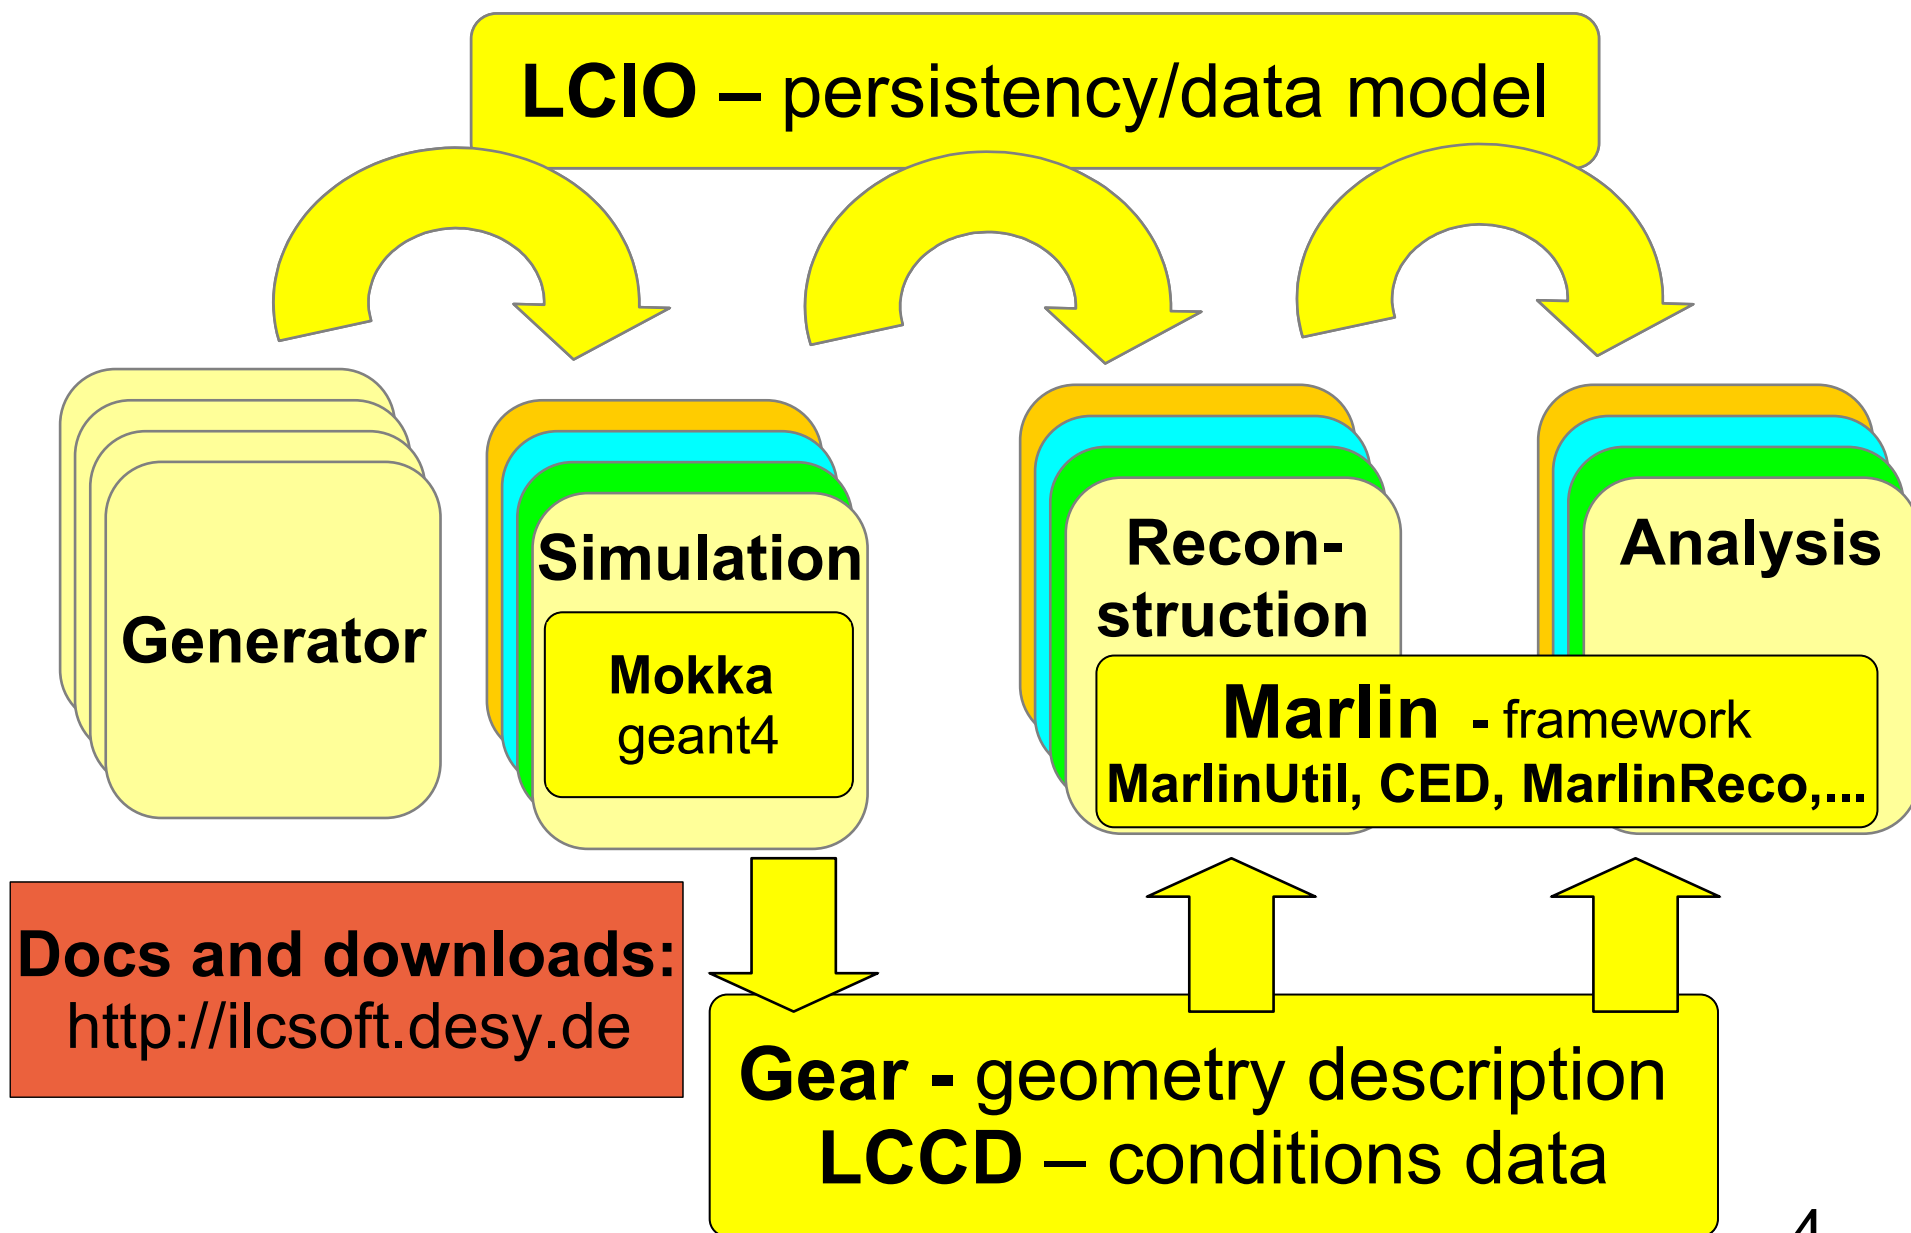 LCIO – persistency/data model
Generator
Simulation
Mokka
geant4
Recon-
struction
Analysis
Marlin - framework
MarlinUtil, CED, MarlinReco,...
Docs and downloads:
http://ilcsoft.desy.de
Gear - geometry description
LCCD – conditions data
4